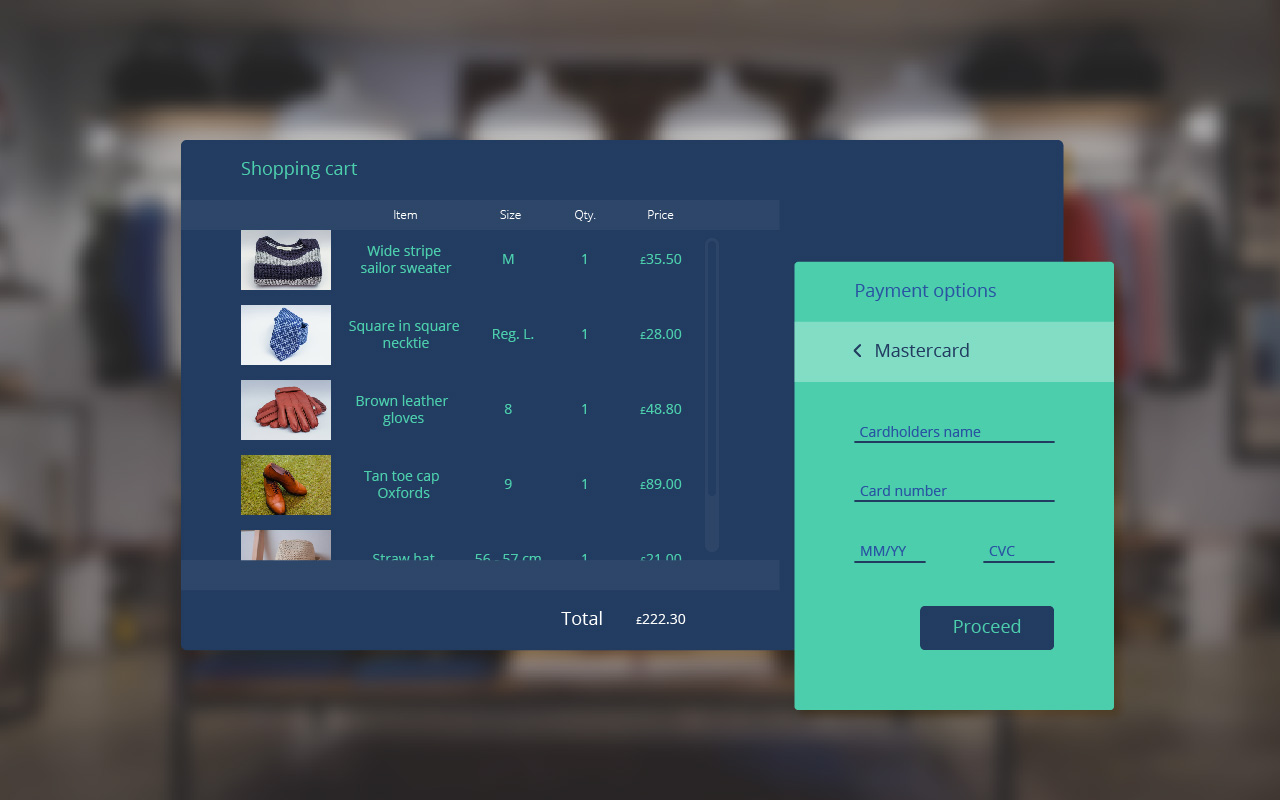 Shopping cart
Item Size Qty. Price
Wide stripe
sailor sweater
M 1 £35.50
Square in square
necktie
Reg. L. 1 £28.00
Brown leather
gloves
8 1 £48.80
Tan toe cap
Oxfords
9 1 £89.00
Straw hat 56 - 57 cm 1 £21.00
Total £222.30
Payment options
Mastercard
Cardholders name
Card number
MM/YY CVC
Proceed